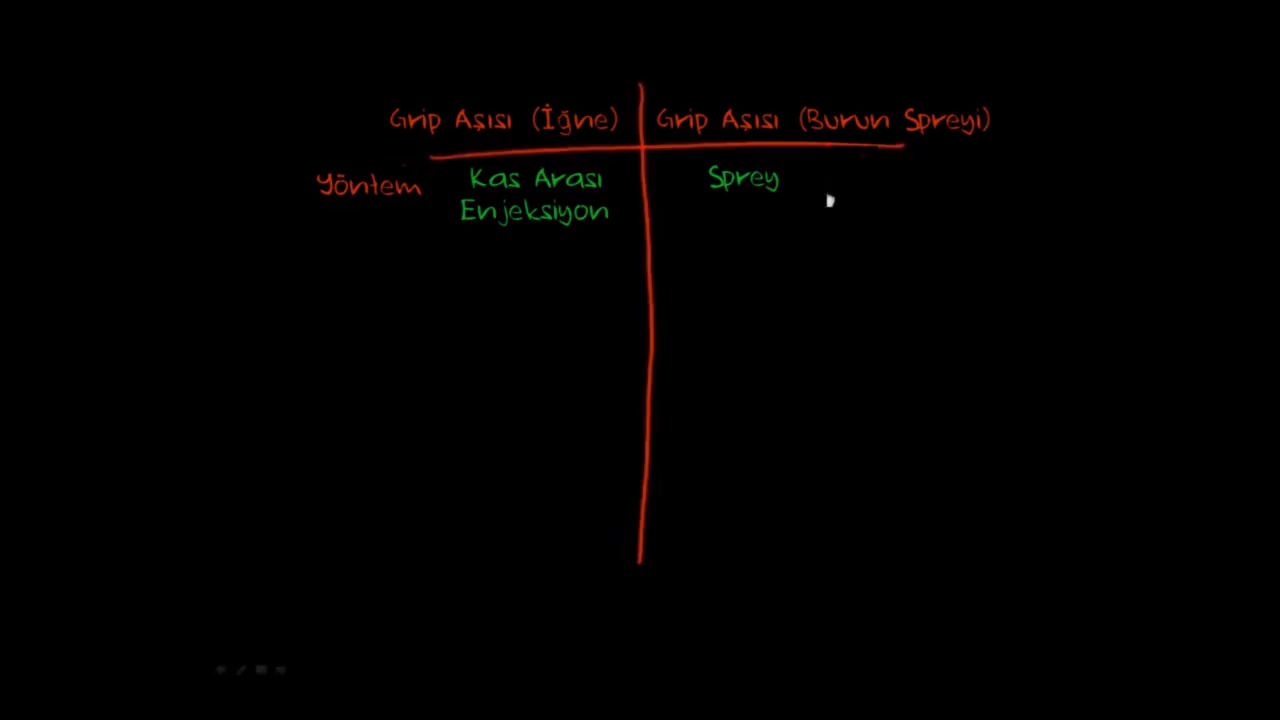 Grip Aşısı (İğne) Grip Aşısı (Burun Spreyi)
Yöntem Kas Arası Sprey
Enjeksiyon